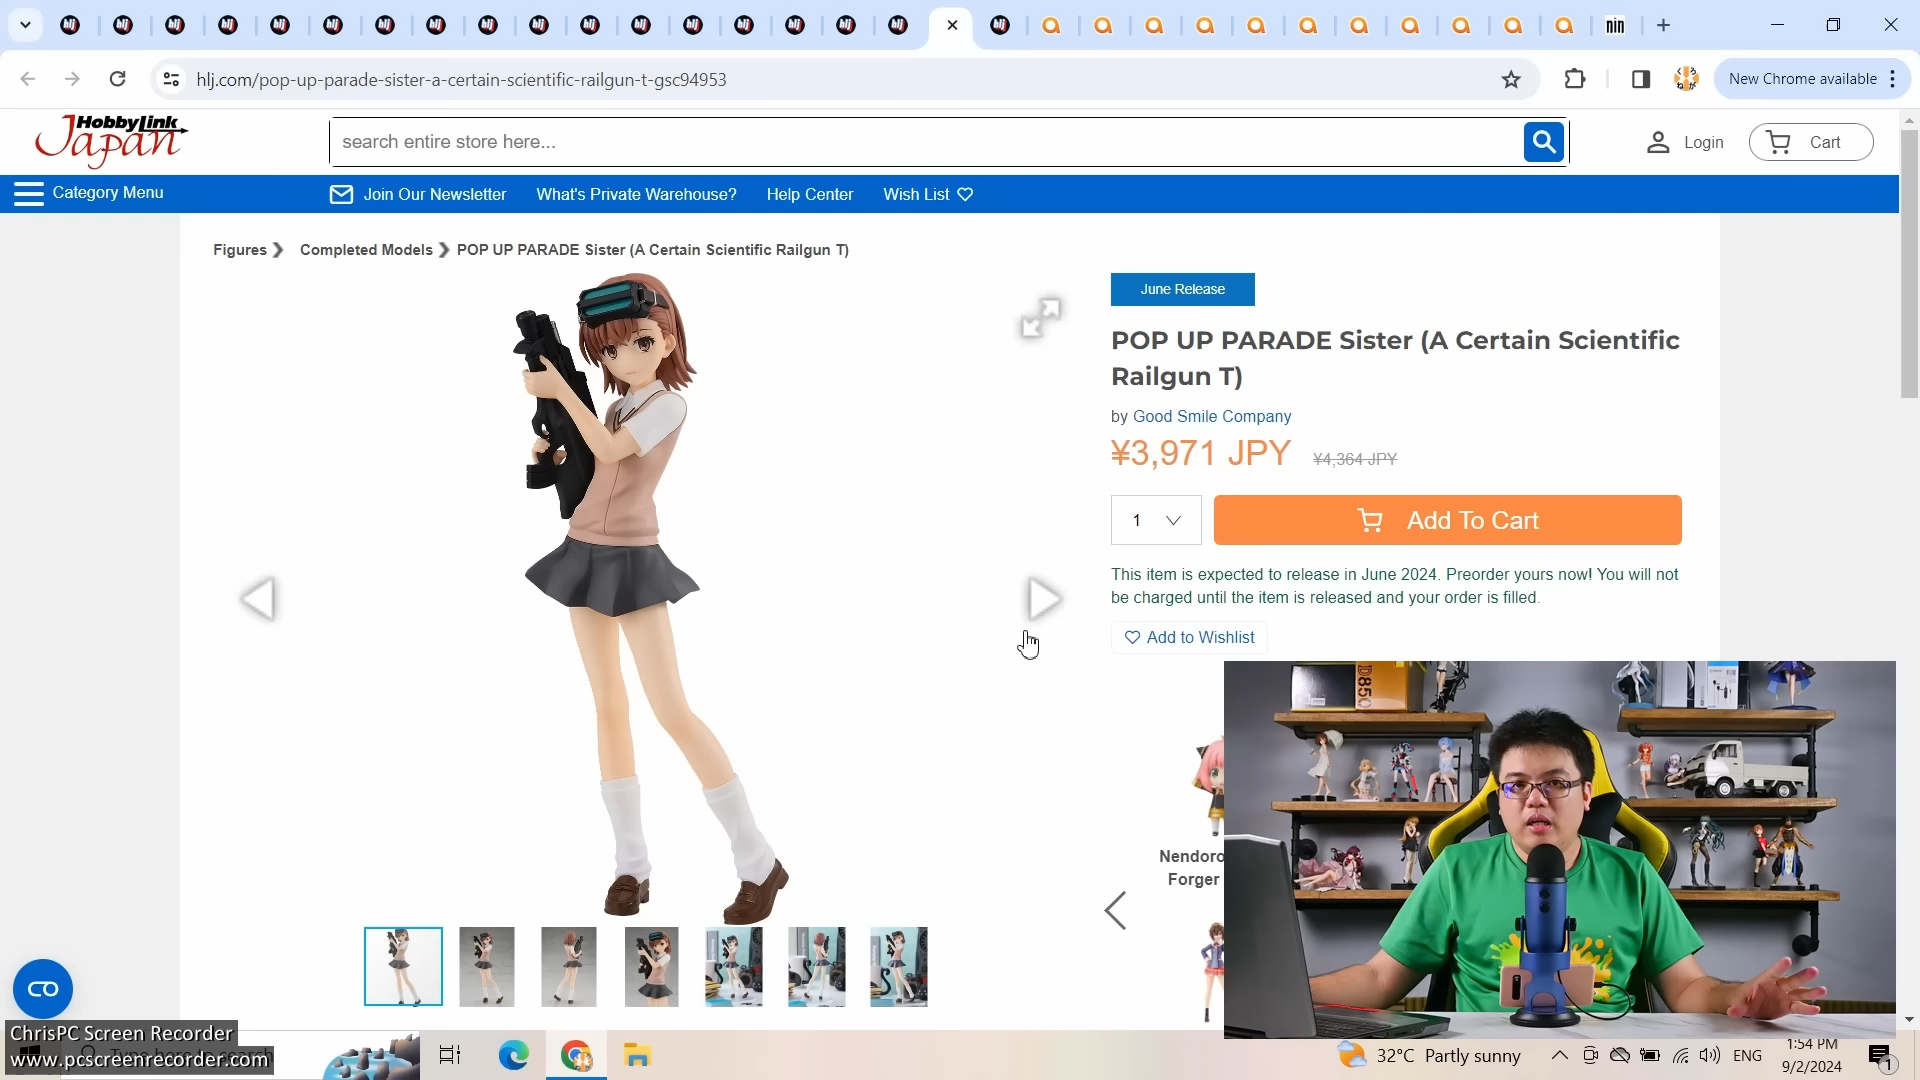 hlj.com/pop-up-parade-sister-a-certain-scientific-railgun-t-gsc94953
New Chrome available
HobbyLink
Japan
search entire store here...
Login
Cart
Category Menu
Join Our Newsletter
What's Private Warehouse?
Help Center
Wish List
Figures
Completed Models
POP UP PARADE Sister (A Certain Scientific Railgun T)
June Release
POP UP PARADE Sister (A Certain Scientific
Railgun T)
by Good Smile Company
¥3,971 JPY
¥4,364 JPY
1
Add To Cart
This item is expected to release in June 2024. Preorder yours now! You will not
be charged until the item is released and your order is filled.
Add to Wishlist
D850
Nendoro
Forger
ChrisPC Screen Recorder
www.pcscreenrecorder.com
32°C Partly sunny
ENG
1:54 PM
9/2/2024
1